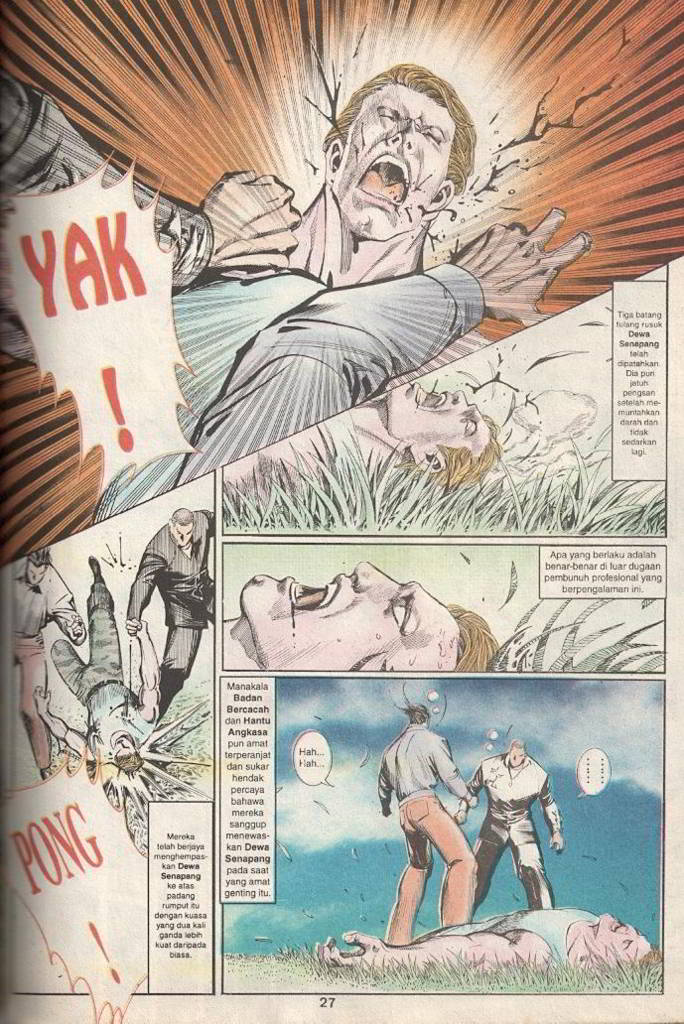 YAK
!
Tiga batang
tulang rusuk
Dewa
Senapang
telah
dipatahkan.
Dia pun
jatuh
pengsan
setelah me-
muntahkan
darah dan
tidak
sedarkan
lagi.
Apa yang berlaku adalah
benar-benar di luar dugaan
pembunuh profesional yang
berpengalaman ini.
PONG
!
Mereka
telah berjaya
menghempas-
kan Dewa
Senapang
ke atas
padang
rumput itu
dengan kuasa
yang dua kali
ganda lebih
kuat daripada
biasa.
Manakala
Badan
Bercacah
dan Hantu
Angkasa
pun amat
terperanjat
dan sukar
hendak
percaya
bahawa
mereka
sanggup
menewas-
kan Dewa
Senapang
pada saat
yang amat
genting itu.
Hah...
Hah...
27